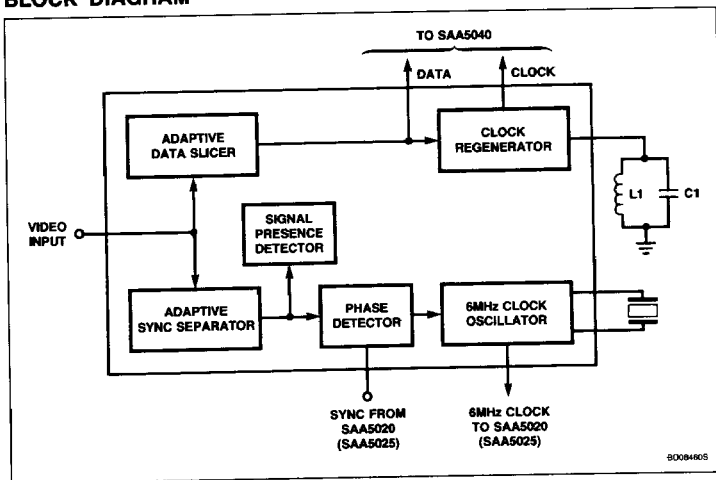 BLOCK DIAGRAM
TO SAA5040
DATA
CLOCK
ADAPTIVE
DATA SLICER
CLOCK
REGENERATOR
L1
C1
VIDEO
INPUT
SIGNAL
PRESENCE
DETECTOR
ADAPTIVE
SYNC SEPARATOR
PHASE
DETECTOR
6MHz CLOCK
OSCILLATOR
SYNC FROM
SAA5020
(SAA5025)
6MHz CLOCK
TO SAA5020
(SAA5025)
BD08460S